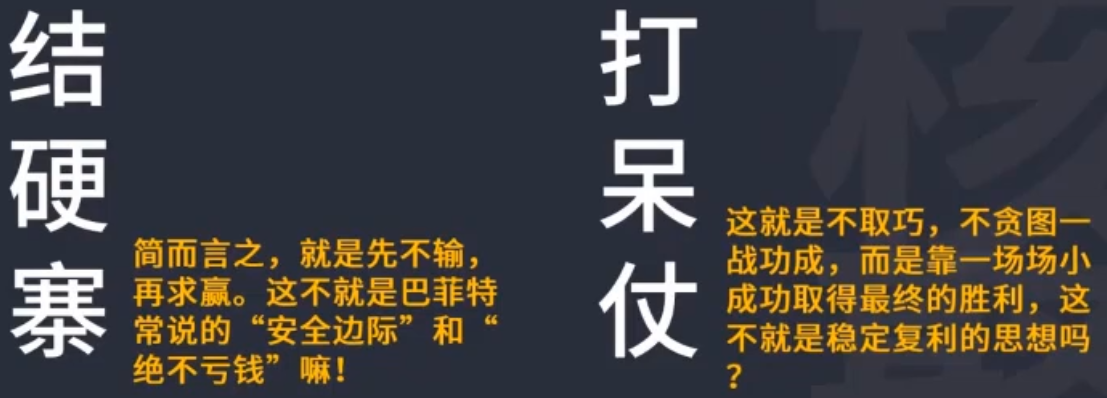 结硬寨
简而言之，就是先不输，
再求赢。这不就是巴菲特
常说的“安全边际”和“
绝不亏钱”嘛！
打呆仗
这就是不取巧，不贪图一
战功成，而是靠一场场小
成功取得最终的胜利，这
不就是稳定复利的思想吗
？